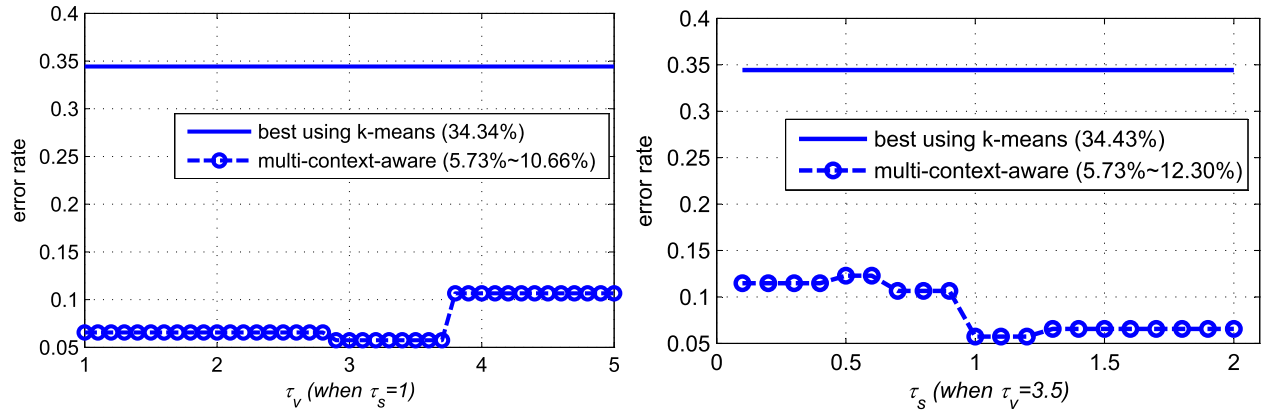 0.4
0.35
0.3
0.25
0.2
0.15
0.1
0.05
error rate
best using k-means (34.34%)
multi-context-aware (5.73%~10.66%)
1 2 3 4 5
τv (when τs=1)
0.4
0.35
0.3
0.25
0.2
0.15
0.1
0.05
error rate
best using k-means (34.43%)
multi-context-aware (5.73%~12.30%)
0 0.5 1 1.5 2
τs (when τv=3.5)